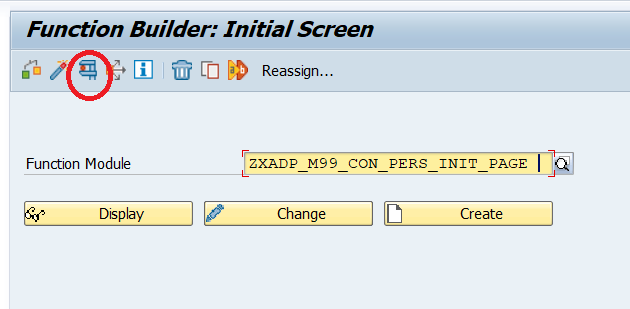 Function Builder: Initial Screen
Reassign...
Function Module ZXADP_M99_CON_PERS_INIT_PAGE
Display Change Create